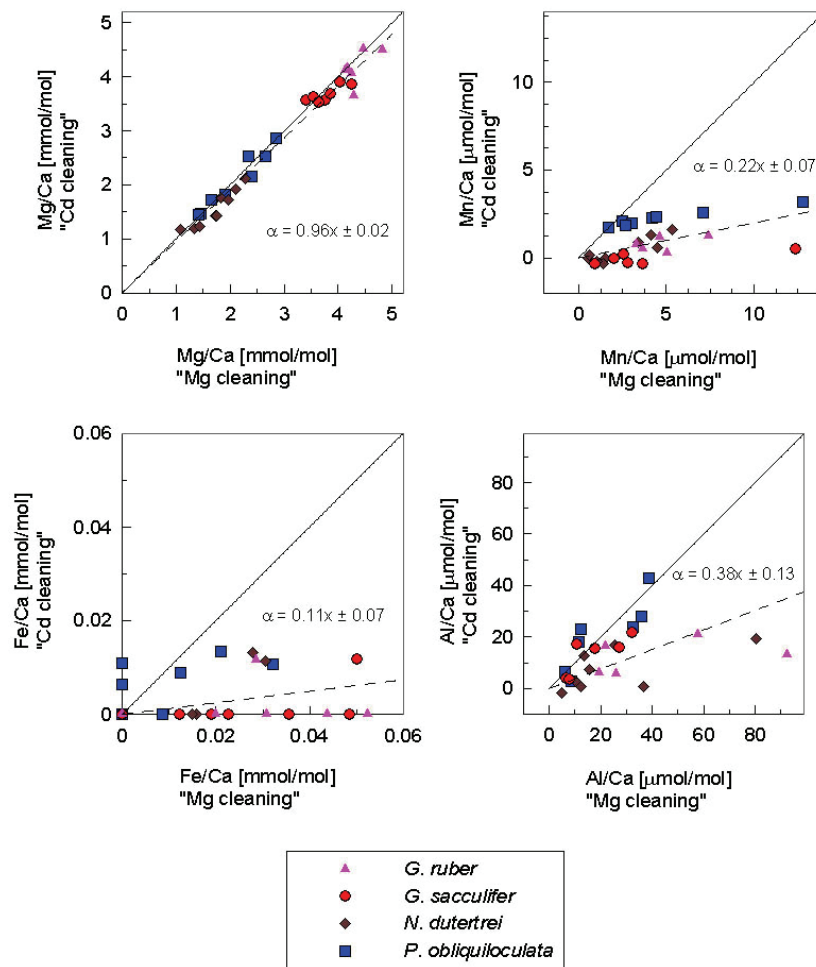 5
4
3
2
1
0
Mg/Ca [mmol/mol]
"Cd cleaning"
α = 0.96x ± 0.02
0 1 2 3 4 5
Mg/Ca [mmol/mol]
"Mg cleaning"
10
5
0
Mn/Ca [μmol/mol]
"Cd cleaning"
α = 0.22x ± 0.07
0 5 10
Mn/Ca [μmol/mol]
"Mg cleaning"
0.06
0.04
0.02
0.00
Fe/Ca [mmol/mol]
"Cd cleaning"
α = 0.11x ± 0.07
0 0.02 0.04 0.06
Fe/Ca [mmol/mol]
"Mg cleaning"
80
60
40
20
0
Al/Ca [μmol/mol]
"Cd cleaning"
α = 0.38x ± 0.13
0 20 40 60 80
Al/Ca [μmol/mol]
"Mg cleaning"
G. ruber
G. sacculifer
N. dutertrei
P. obliquiloculata